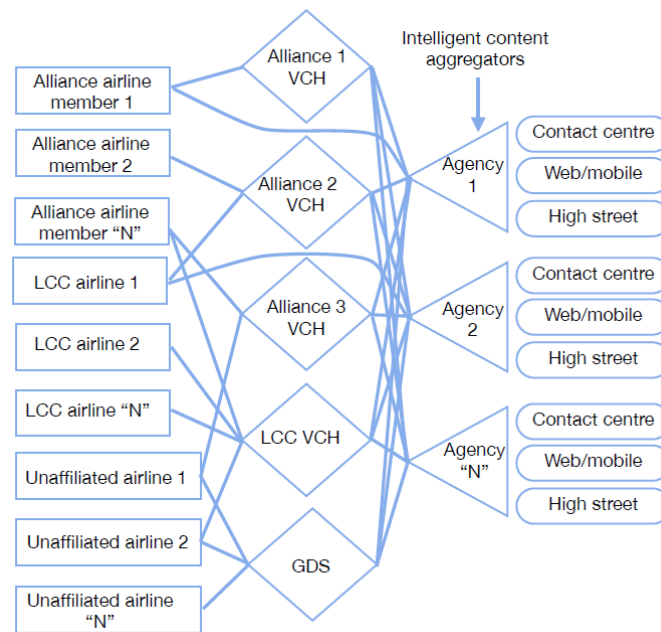 Alliance airline
member 1
Alliance airline
member 2
Alliance airline
member “N”
LCC airline 1
LCC airline 2
LCC airline “N”
Unaffiliated airline 1
Unaffiliated airline 2
Unaffiliated airline
“N”
Alliance 1
VCH
Alliance 2
VCH
Alliance 3
VCH
LCC VCH
GDS
Intelligent content
aggregators
Agency
1
Contact centre
Web/mobile
High street
Agency
2
Contact centre
Web/mobile
High street
Agency
“N”
Contact centre
Web/mobile
High street